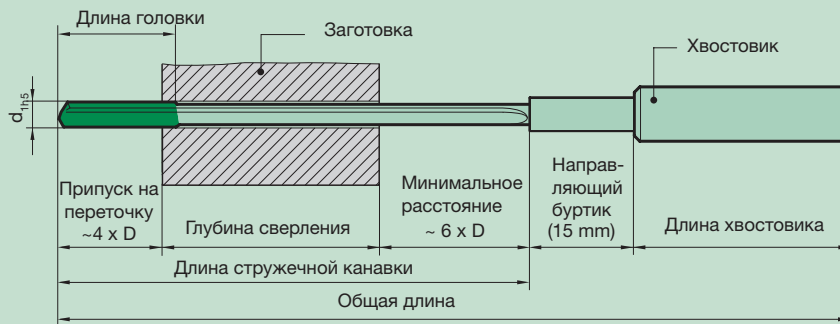 Длина головки
Заготовка
Хвостовик
d1h5
Припуск на
переточку
~4 x D
Глубина сверления
Минимальное
расстояние
~ 6 x D
Направ-
ляющий
буртик
(15 mm)
Длина хвостовика
Длина стружечной канавки
Общая длина